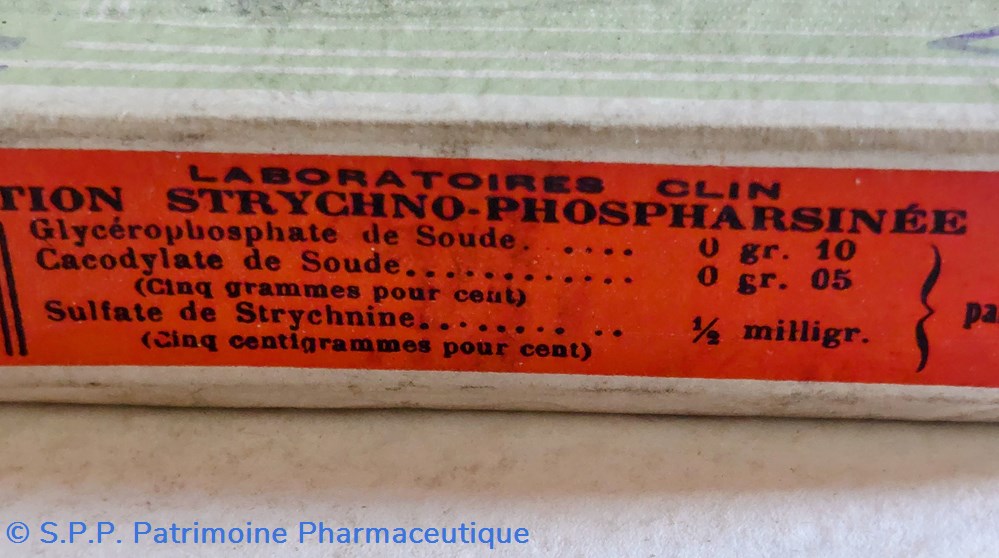 LABORATOIRES CLIN
TION STRYCHNO-PHOSPHARSINÉE
Glycérophosphate de Soude. .... 0 gr. 10
Cacodylate de Soude............ 0 gr. 05
(Cinq grammes pour cent)
Sulfate de Strychnine........ .. ½ milligr.
(Cinq centigrammes pour cent)
pa
© S.P.P. Patrimoine Pharmaceutique